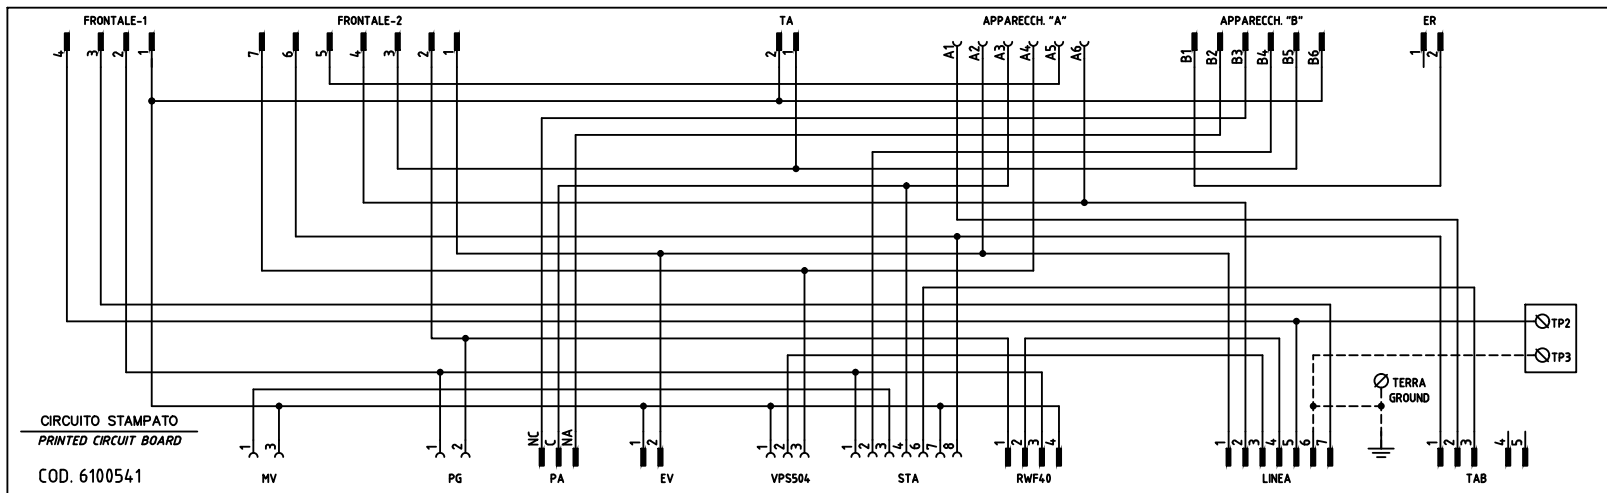 FRONTALE-1 FRONTALE-2 TA APPARECCH. "A" APPARECCH. "B" ER
4 3 2 1 7 6 5 4 3 2 1 2 1 A1 A2 A3 A4 A5 A6 B1 B2 B3 B4 B5 B6 1 2
TP2
TP3
TERRA
GROUND
CIRCUITO STAMPATO
PRINTED CIRCUIT BOARD
COD. 6100541
1 3 1 2 NC C NA 1 2 1 2 3 1 2 3 4 6 7 8 1 2 3 4 1 2 3 4 5 6 7 1 2 3 4 5
MV PG PA EV VPS504 STA RWF40 LINEA TAB